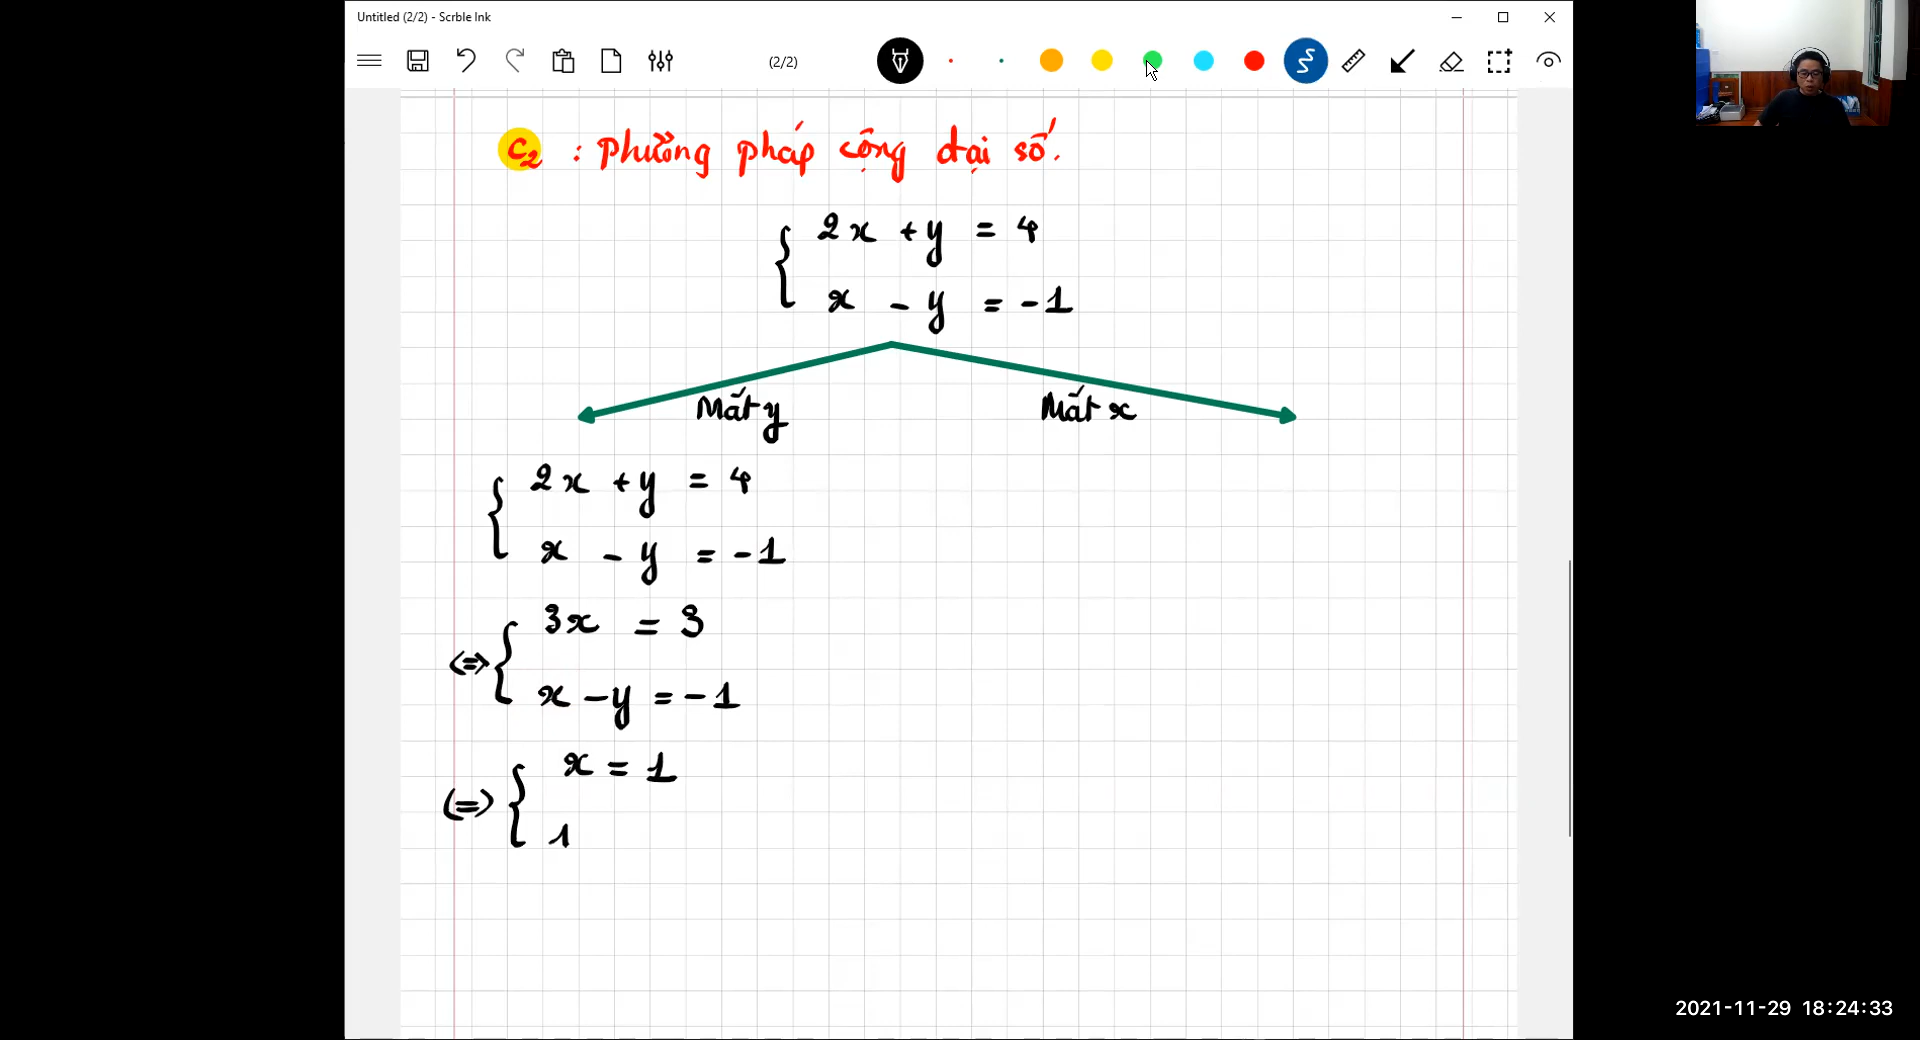 Untitled (2/2) - Scrble Ink
(2/2)
C2 : Phương pháp cộng đại số.
{ 2x + y = 4
x - y = -1
Mất y
Mất x
{ 2x + y = 4
x - y = -1
(=) { 3x = 3
x - y = -1
(=) { x = 1
1
2021-11-29 18:24:33